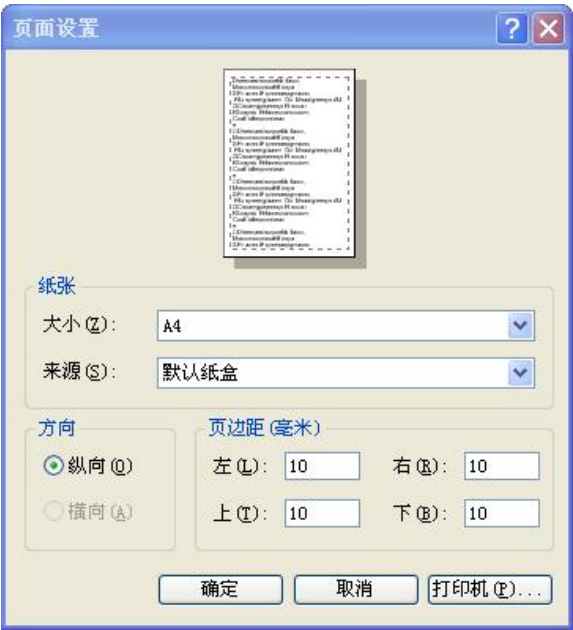 页面设置
纸张
大小(Z): A4
来源(S): 默认纸盒
方向
纵向(O)
横向(A)
页边距(毫米)
左(L): 10 右(R): 10
上(T): 10 下(B): 10
确定 取消 打印机(P)...